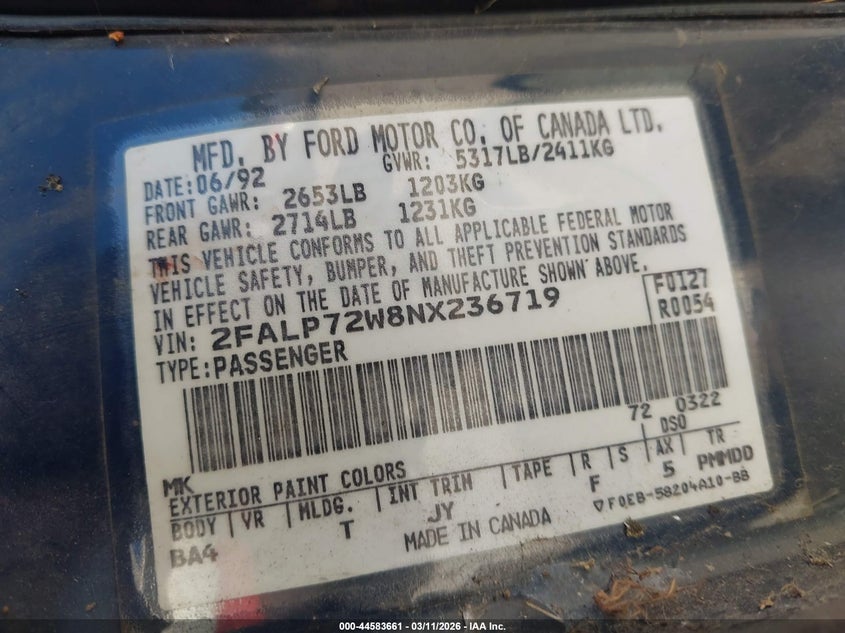 MFD. BY FORD MOTOR CO. OF CANADA LTD.
DATE: 06/92 GVWR: 5317LB/2411KG
FRONT GAWR: 2653LB 1203KG
REAR GAWR: 2714LB 1231KG
THIS VEHICLE CONFORMS TO ALL APPLICABLE FEDERAL MOTOR
VEHICLE SAFETY, BUMPER, AND THEFT PREVENTION STANDARDS
IN EFFECT ON THE DATE OF MANUFACTURE SHOWN ABOVE.
VIN: 2FALP72W8NX236719 F0127
TYPE: PASSENGER R0054
72 0322
MK DSO
EXTERIOR PAINT COLORS
BODY VR MLDG. INT TRIM TAPE R S AX TR
BA4 T JY F 5 PMMDD
MADE IN CANADA ▽F0EB-58204A10-BB
000-44583661 - 03/11/2026 - IAA Inc.